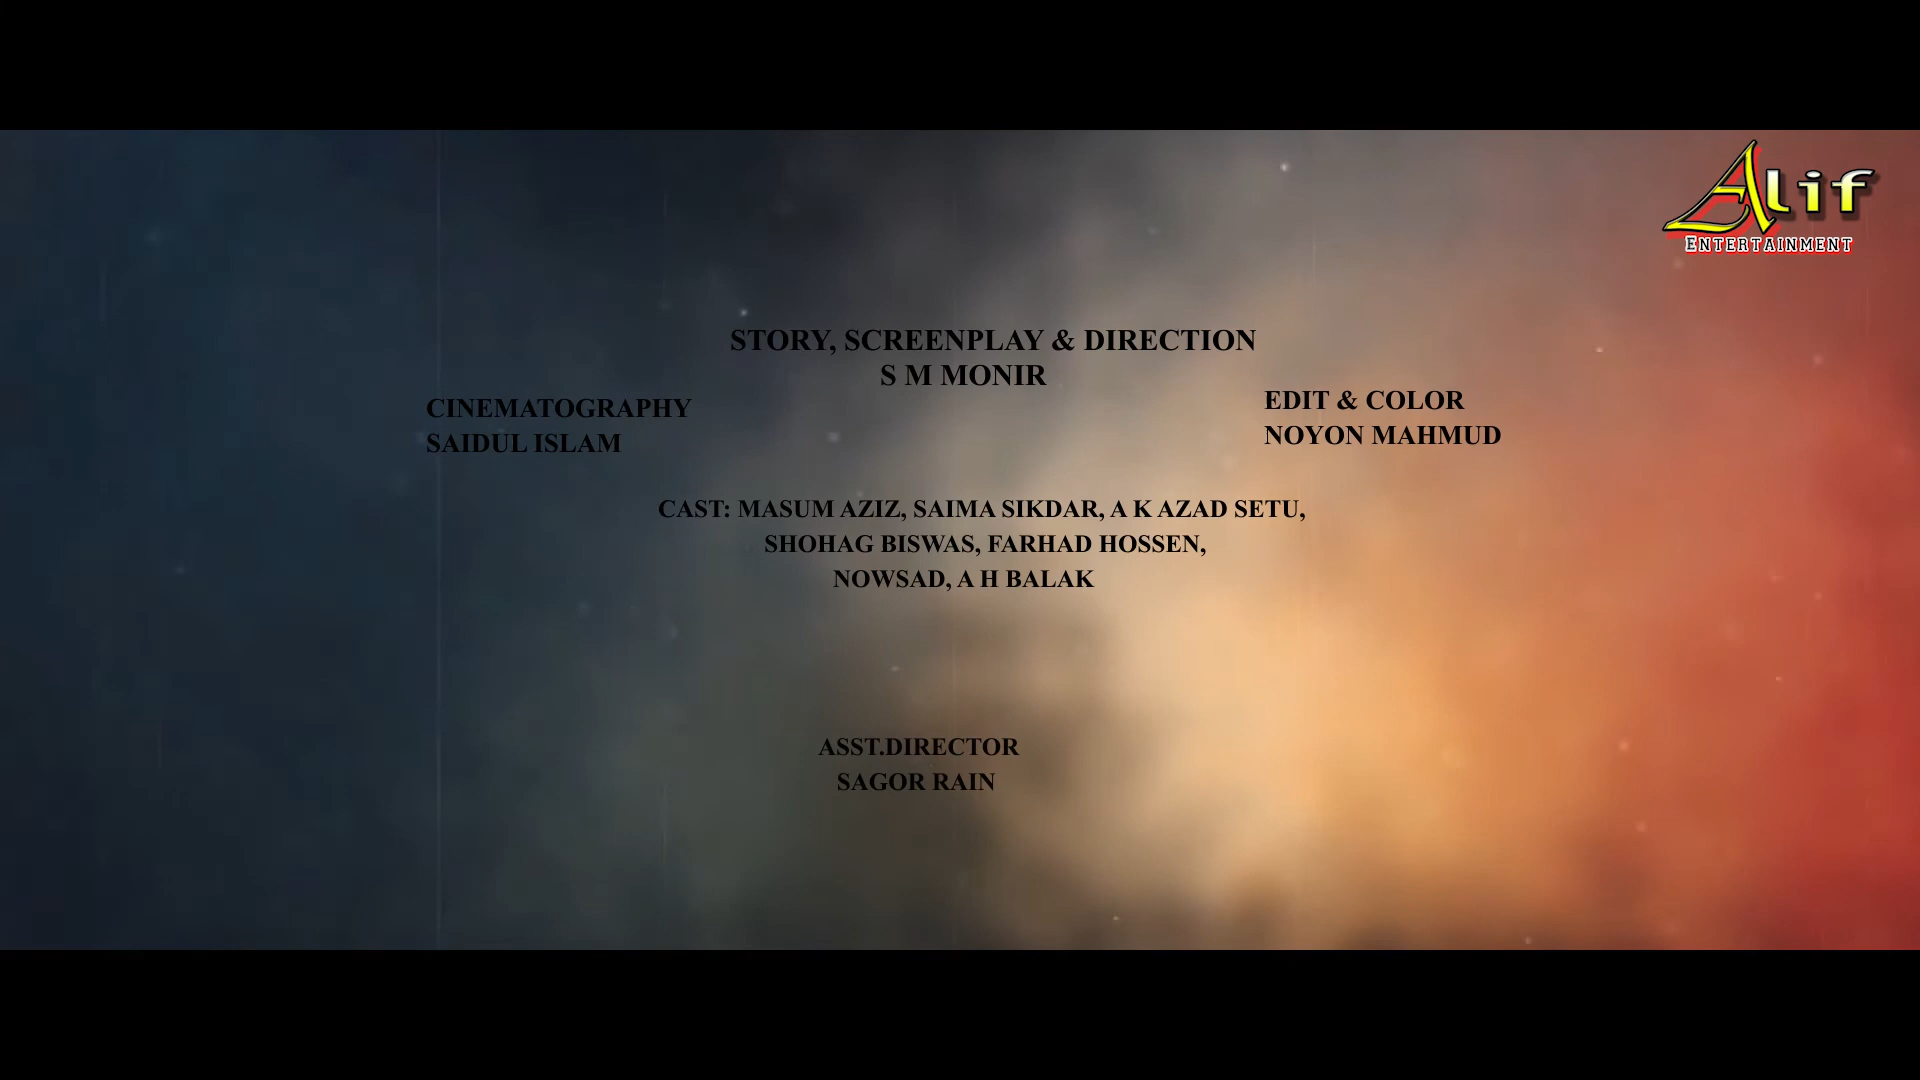 Alif
ENTERTAINMENT
STORY, SCREENPLAY & DIRECTION
S M MONIR
CINEMATOGRAPHY
SAIDUL ISLAM
EDIT & COLOR
NOYON MAHMUD
CAST: MASUM AZIZ, SAIMA SIKDAR, A K AZAD SETU,
SHOHAG BISWAS, FARHAD HOSSEN,
NOWSAD, A H BALAK
ASST.DIRECTOR
SAGOR RAIN